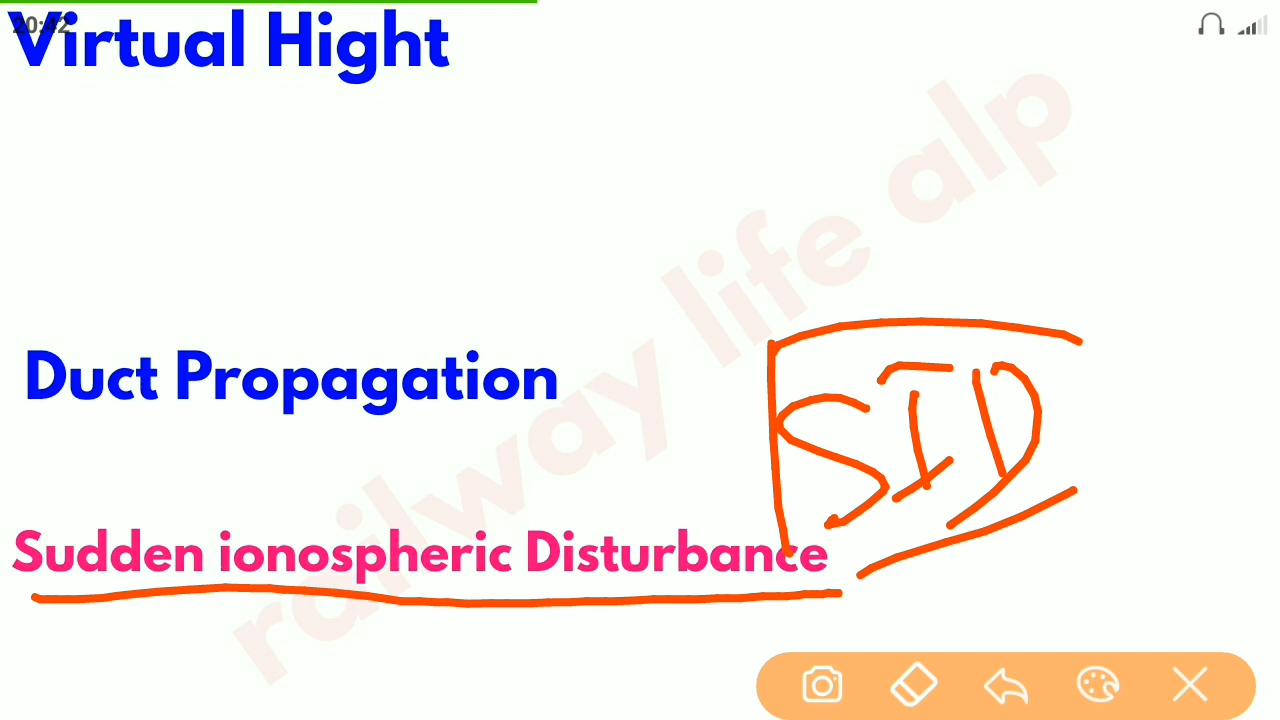 20:42
Virtual Hight
railway life alp
Duct Propagation
SID
Sudden ionospheric Disturbance